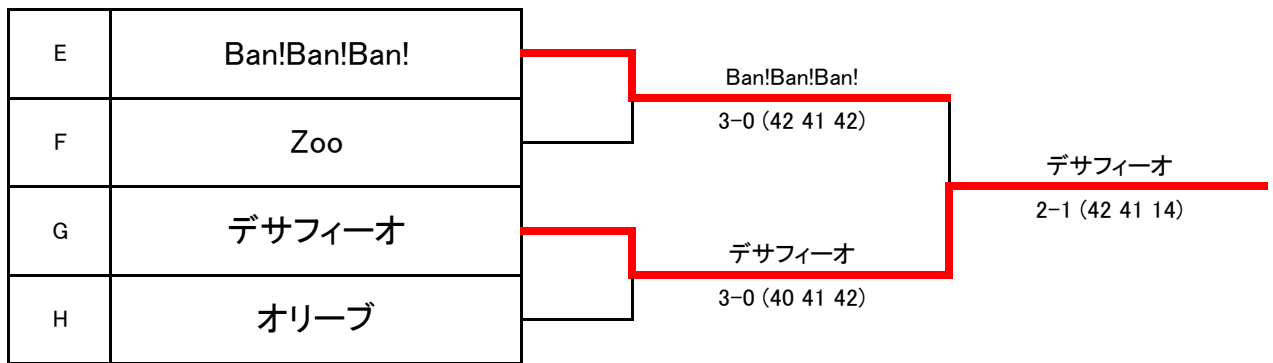 E Ban!Ban!Ban!
F Zoo
G デサフィーオ
H オリーブ
Ban!Ban!Ban!
3-0 (42 41 42)
デサフィーオ
3-0 (40 41 42)
デサフィーオ
2-1 (42 41 14)